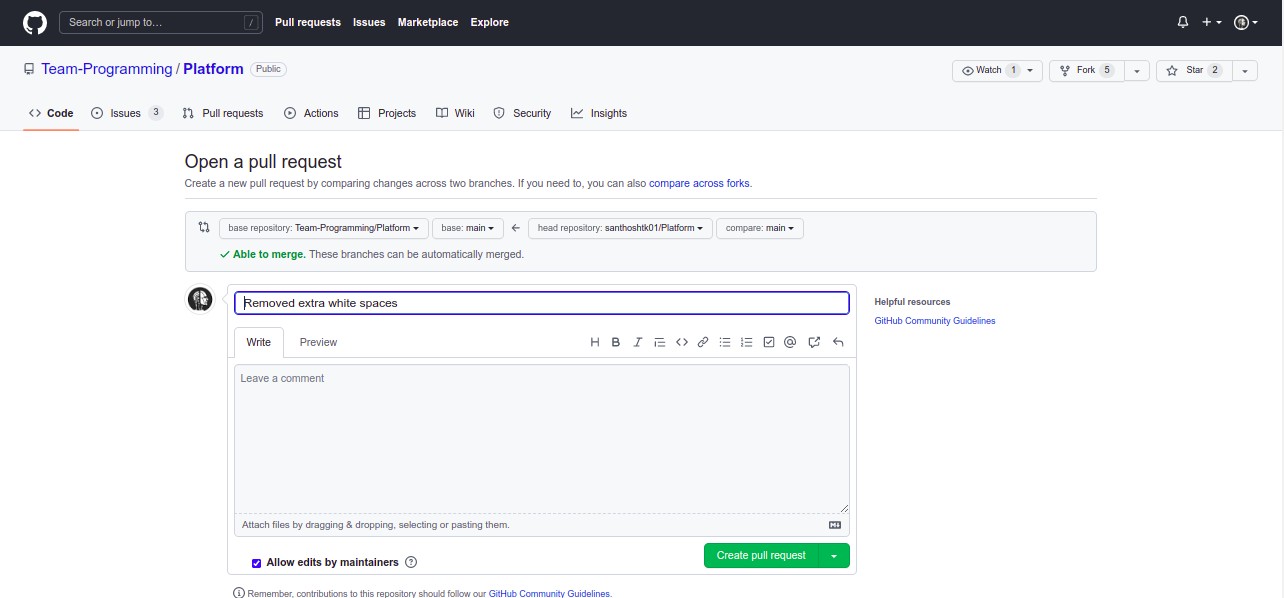 Search or jump to… /
Pull requests Issues Marketplace Explore
Team-Programming / Platform Public
Watch 1 Fork 5 Star 2
Code Issues 3 Pull requests Actions Projects Wiki Security Insights
Open a pull request
Create a new pull request by comparing changes across two branches. If you need to, you can also compare across forks.
base repository: Team-Programming/Platform base: main ← head repository: santhoshtk01/Platform compare: main
Able to merge. These branches can be automatically merged.
Removed extra white spaces
Write Preview
Leave a comment
Attach files by dragging & dropping, selecting or pasting them.
Allow edits by maintainers
Create pull request
Remember, contributions to this repository should follow our GitHub Community Guidelines.
Helpful resources
GitHub Community Guidelines